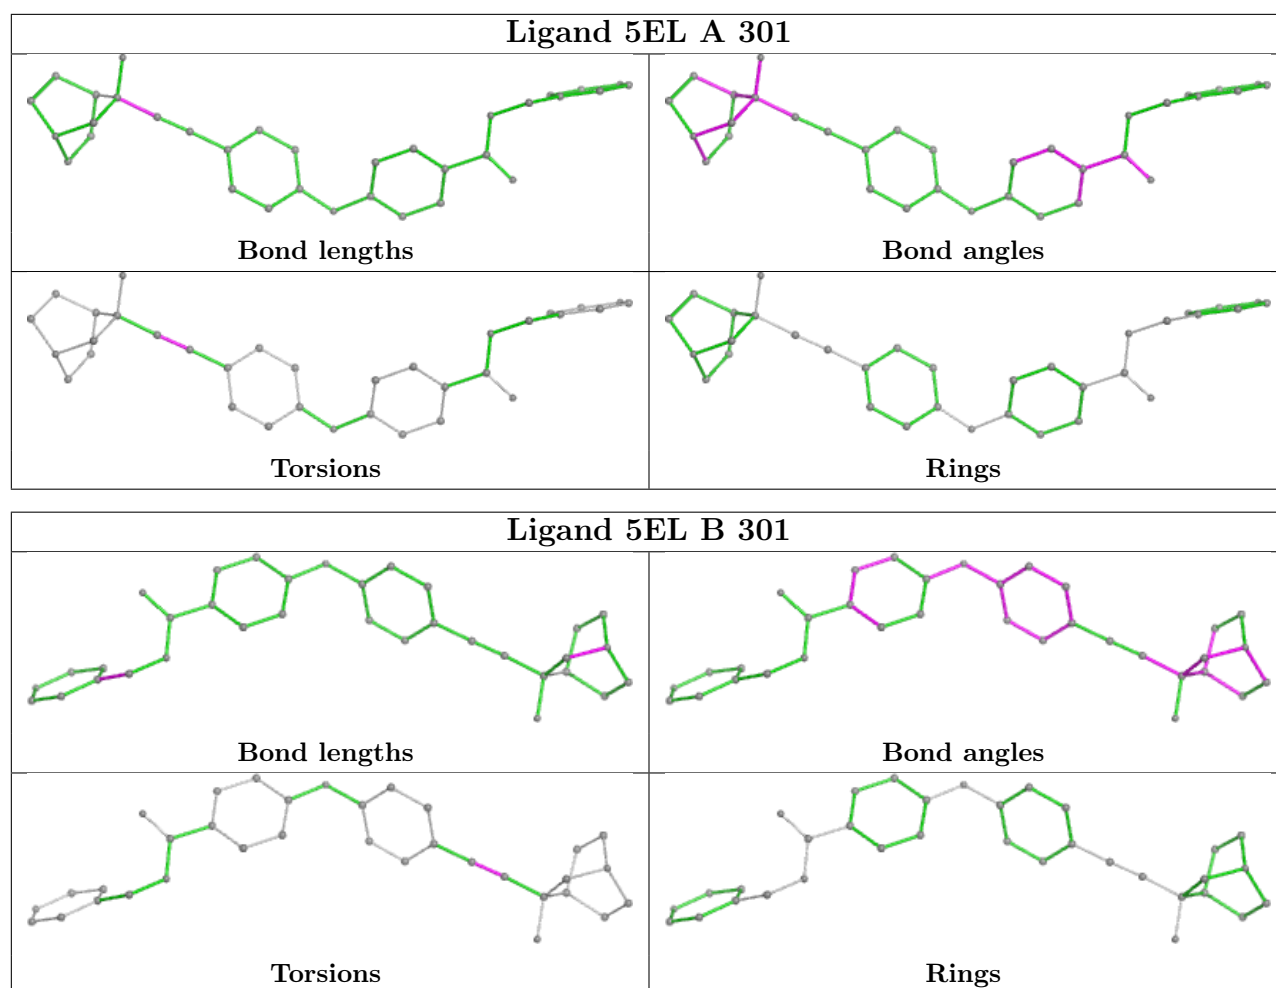 Ligand 5EL A 301
Bond lengths
Bond angles
Torsions
Rings
Ligand 5EL B 301
Bond lengths
Bond angles
Torsions
Rings